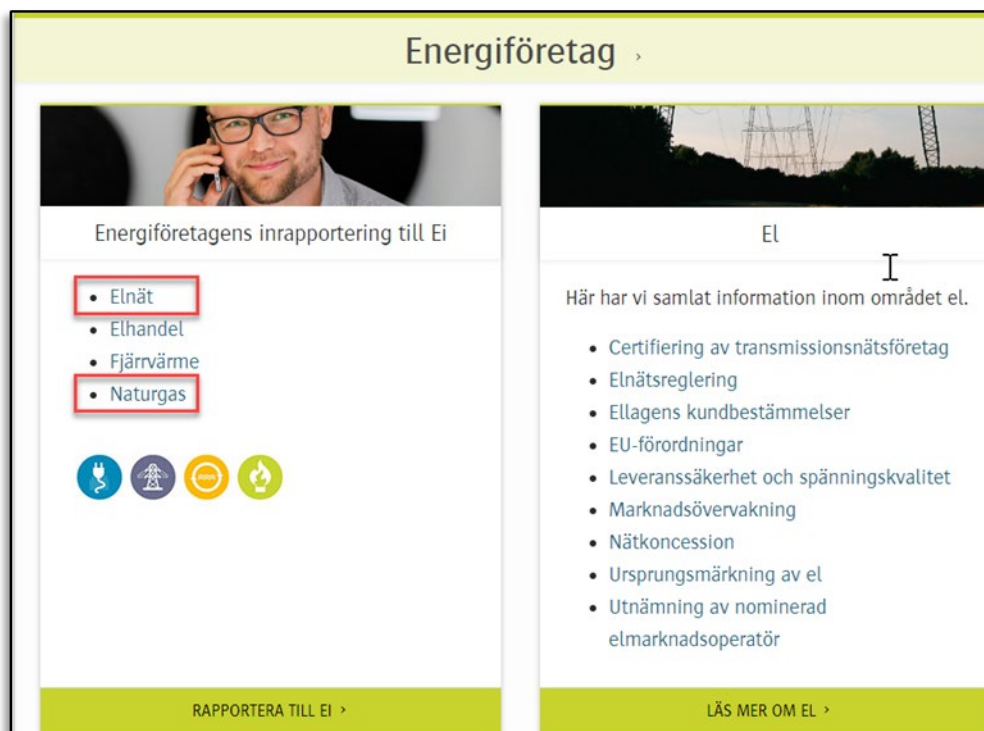 Energiföretag ›
Energiföretagens inrapportering till Ei
• Elnät
• Elhandel
• Fjärrvärme
• Naturgas
RAPPORTERA TILL EI ›
El
Här har vi samlat information inom området el.
• Certifiering av transmissionsnätsföretag
• Elnätsreglering
• Ellagens kundbestämmelser
• EU-förordningar
• Leveranssäkerhet och spänningskvalitet
• Marknadsövervakning
• Nätkoncession
• Ursprungsmärkning av el
• Utnämning av nominerad
elmarknadsoperatör
LÄS MER OM EL ›